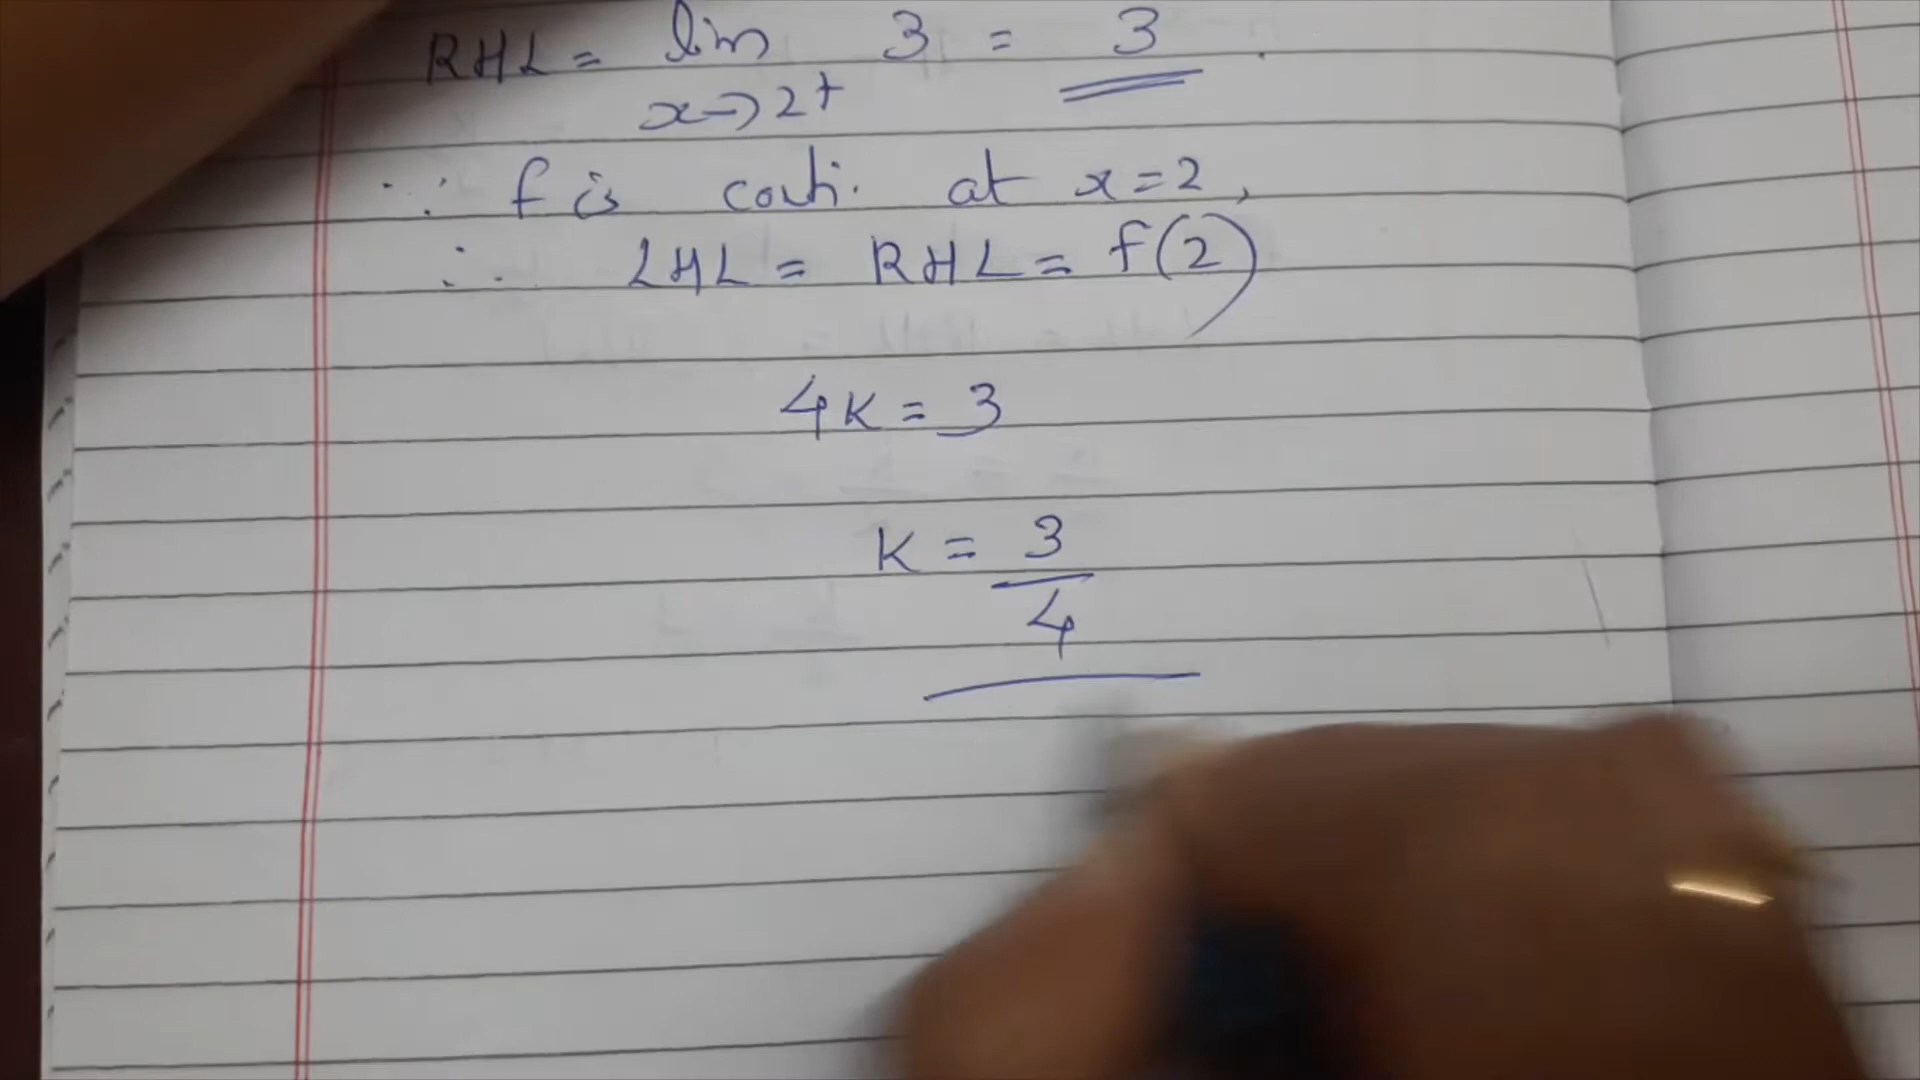 RHL = lim 3 = 3
x→2+
∵ f is conti. at x=2,
∴ LHL = RHL = f(2)
4K = 3
K = 3
4